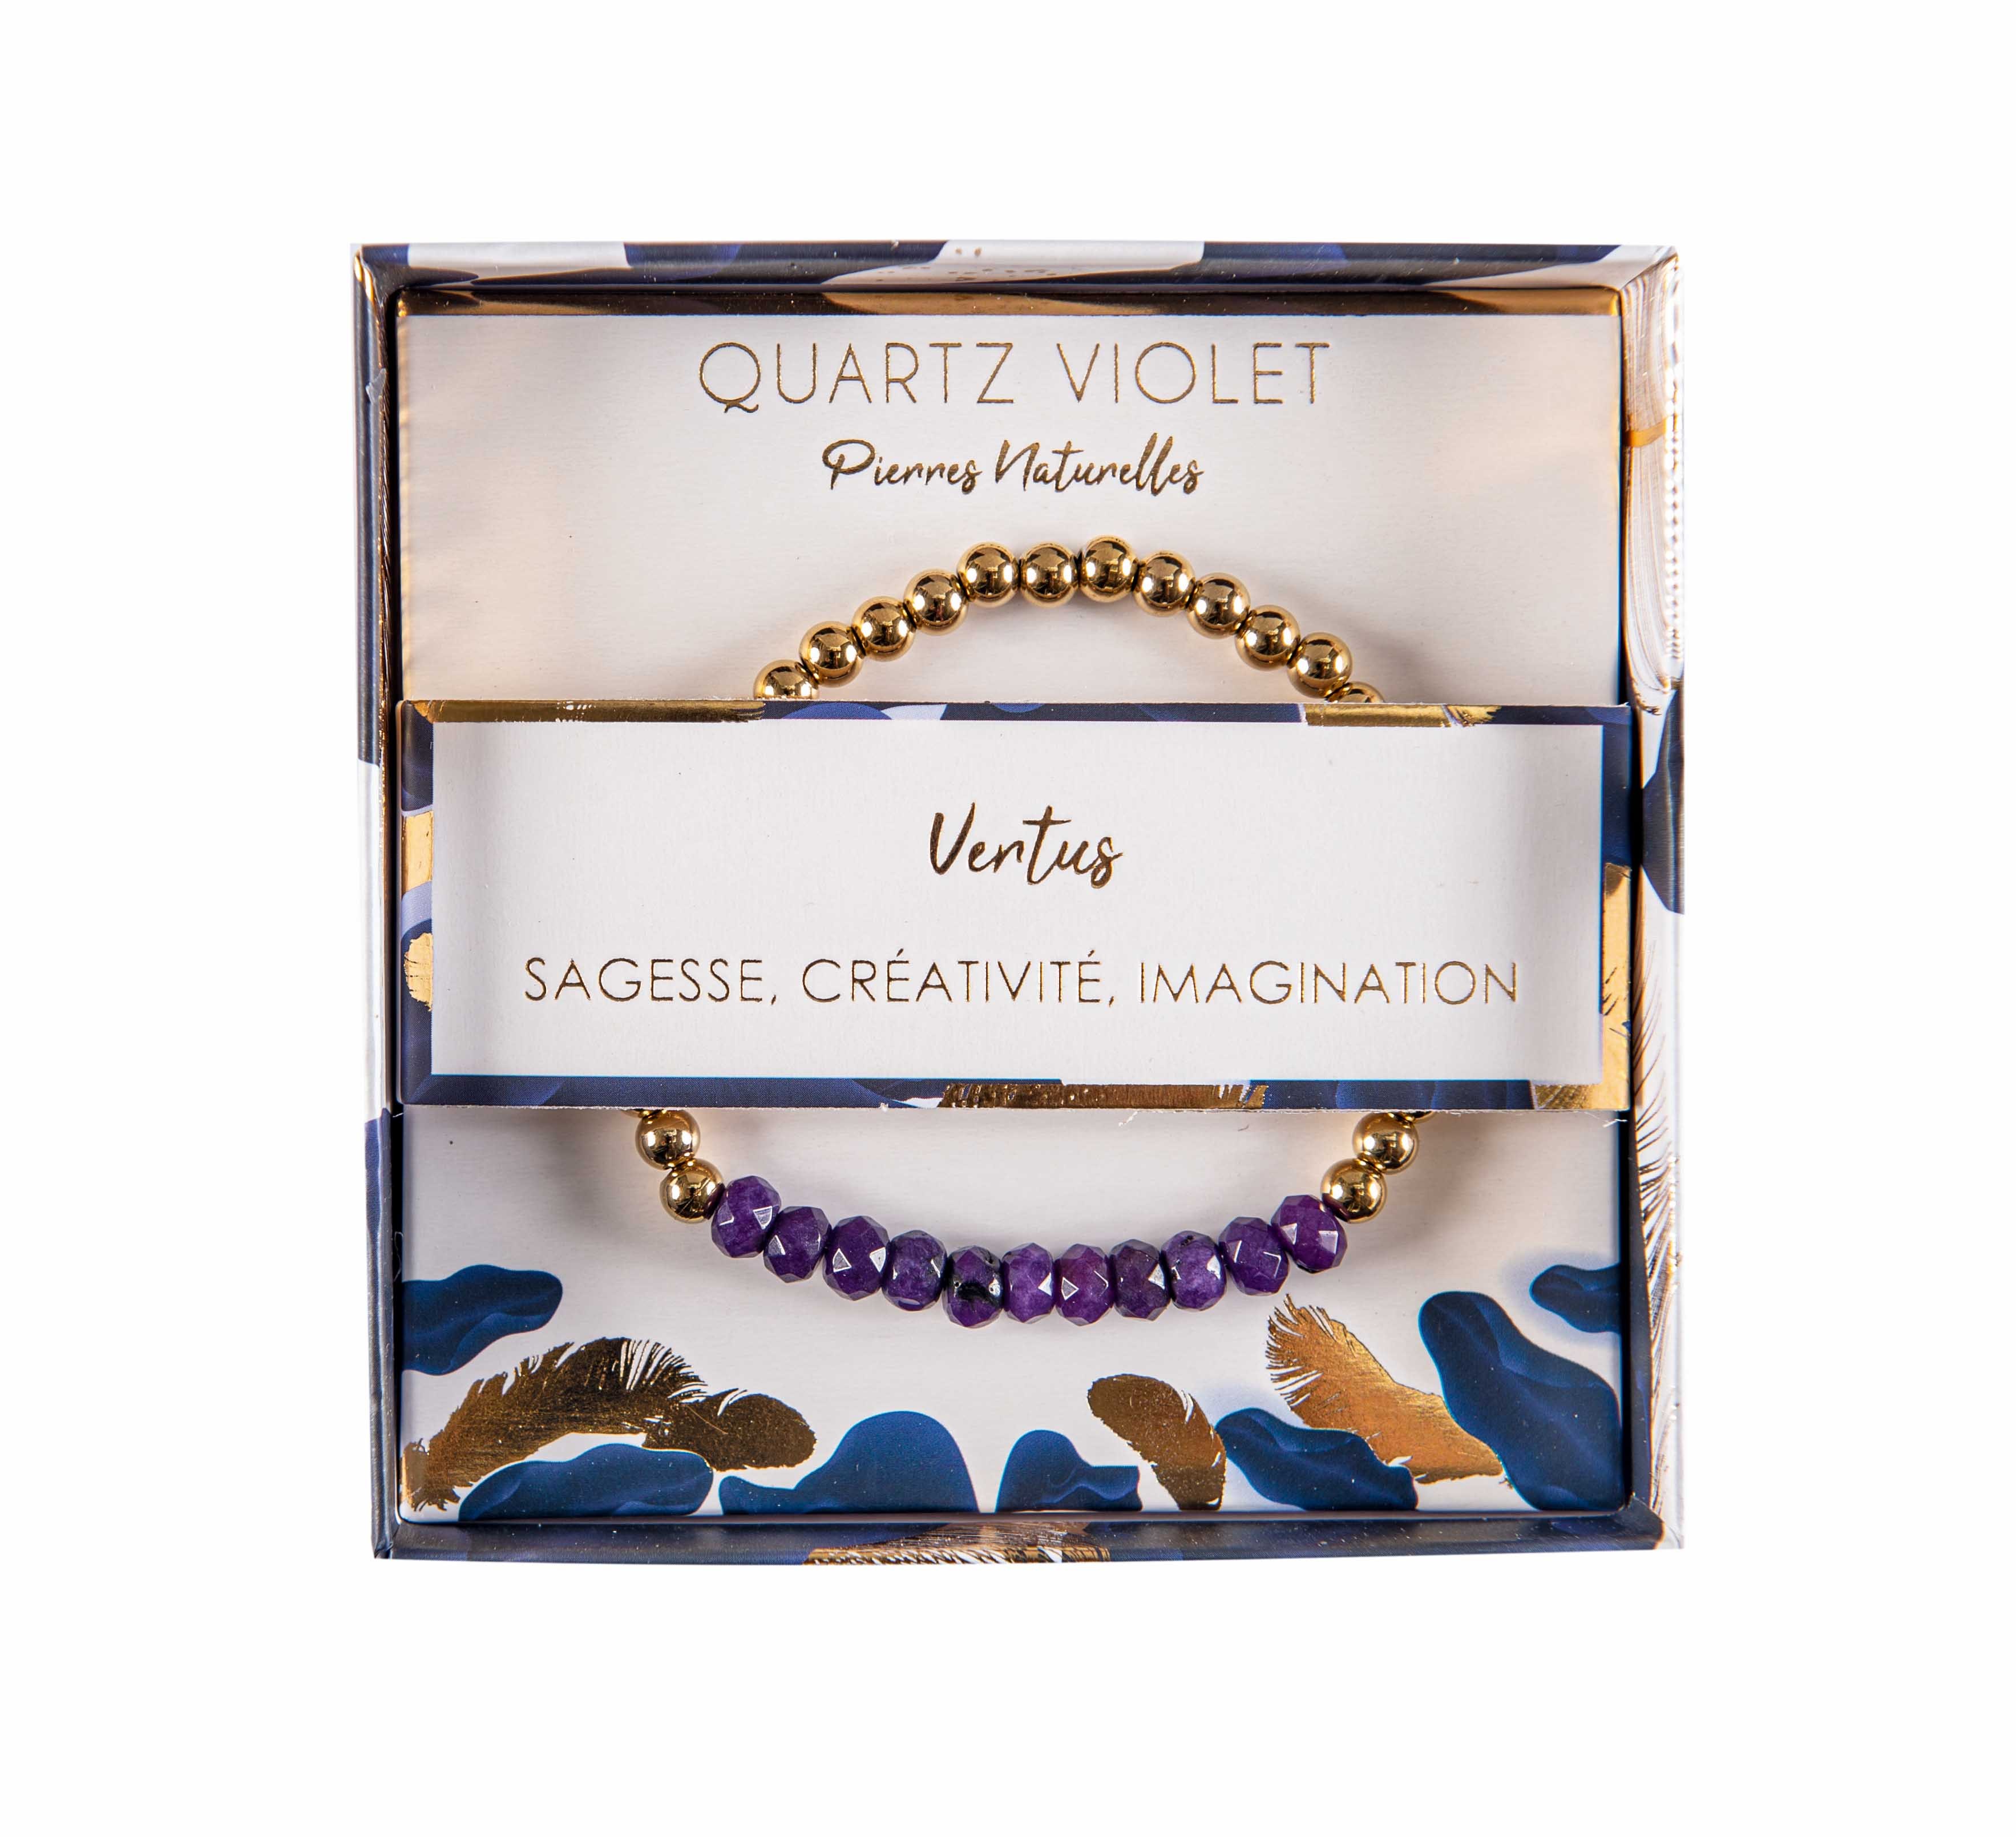 QUARTZ VIOLET
Pierres Naturelles
Vertus
SAGESSE, CRÉATIVITÉ, IMAGINATION